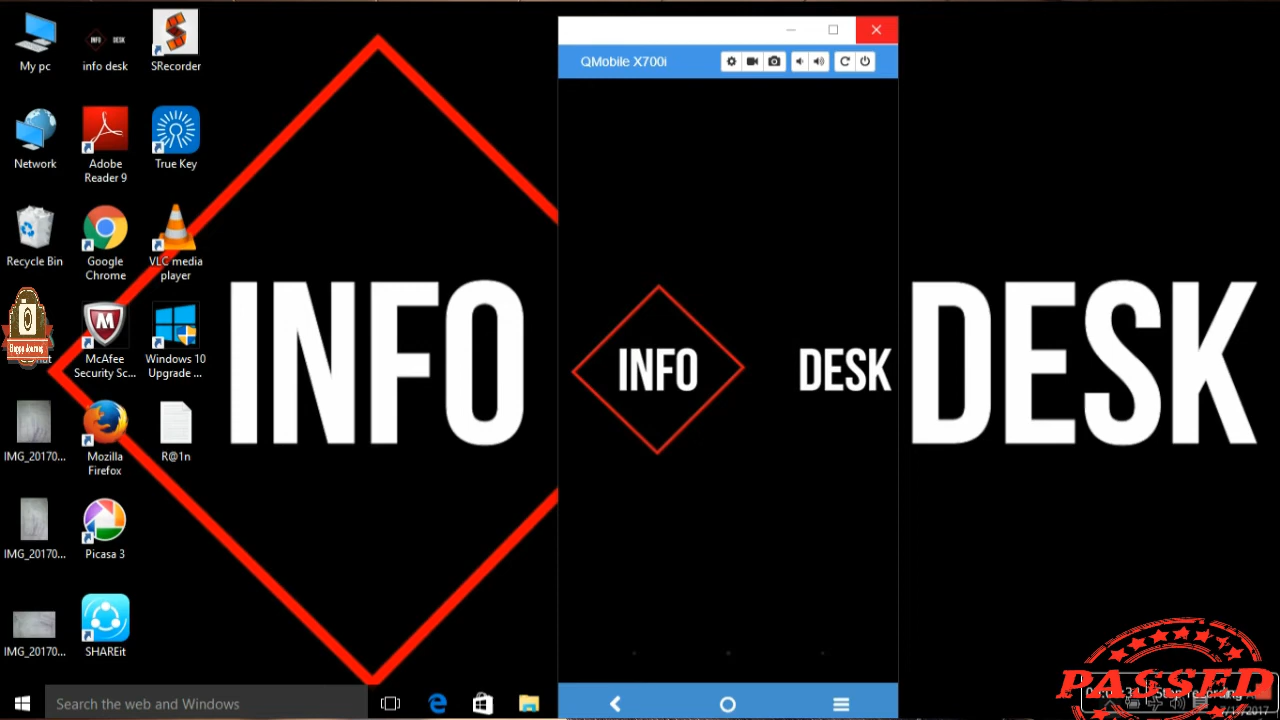 My pc
info desk
SRecorder
QMobile X700i
Network
Adobe
Reader 9
True Key
Recycle Bin
Google
Chrome
VLC media
player
INFO
DESK
INFO
DESK
McAfee
Security Sc...
Windows 10
Upgrade ...
IMG_20170...
Mozilla
Firefox
R@1n
IMG_20170...
Picasa 3
IMG_20170...
SHAREit
Search the web and Windows
PASSED
Stop recording